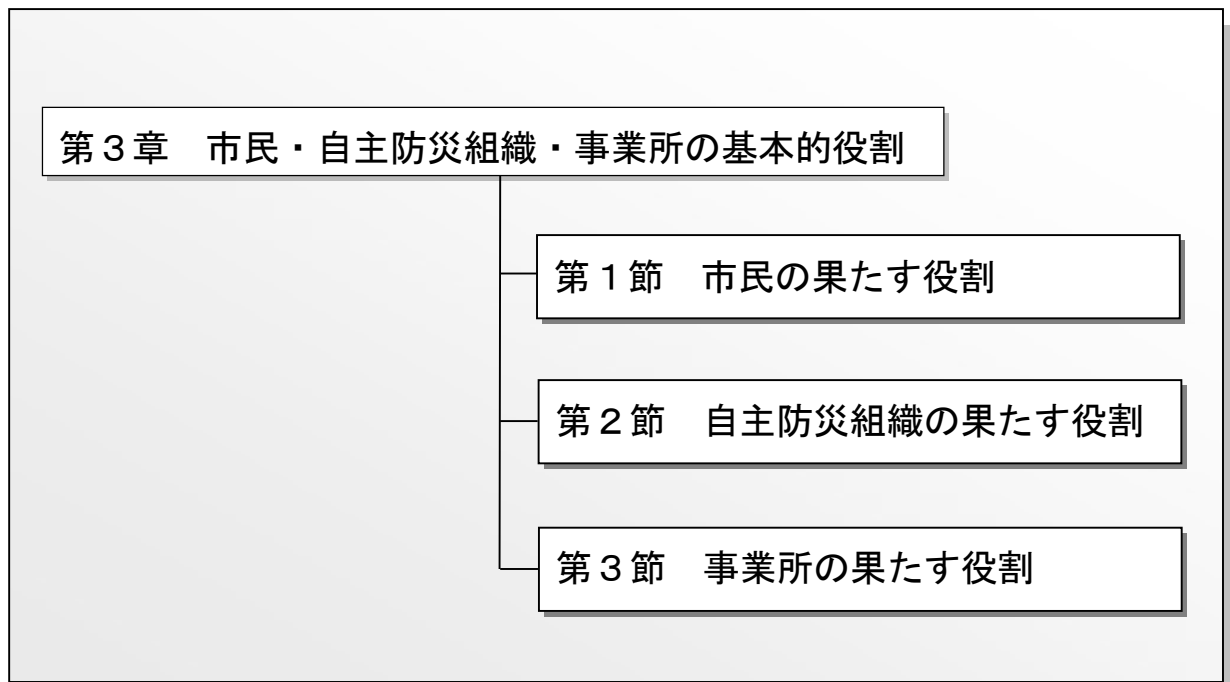 第３章　市民・自主防災組織・事業所の基本的役割
第１節　市民の果たす役割
第２節　自主防災組織の果たす役割
第３節　事業所の果たす役割